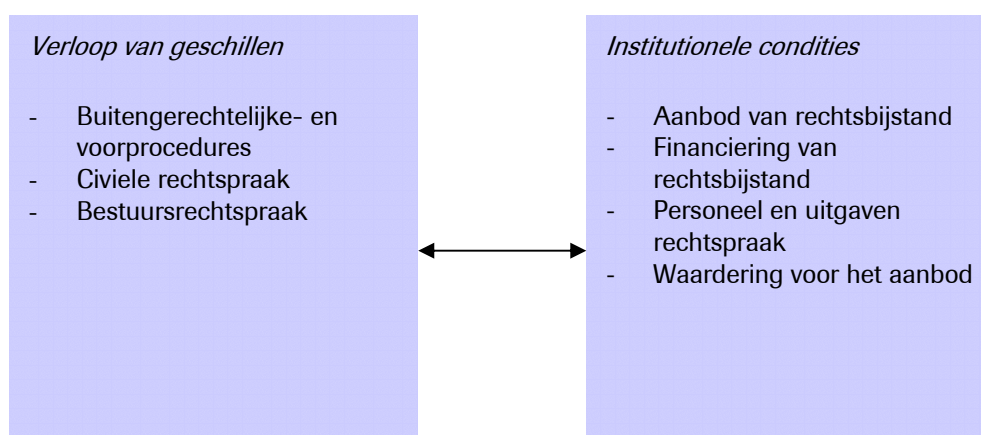 Verloop van geschillen
- Buitengerechtelijke- en
voorprocedures
- Civiele rechtspraak
- Bestuursrechtspraak
Institutionele condities
- Aanbod van rechtsbijstand
- Financiering van
rechtsbijstand
- Personeel en uitgaven
rechtspraak
- Waardering voor het aanbod